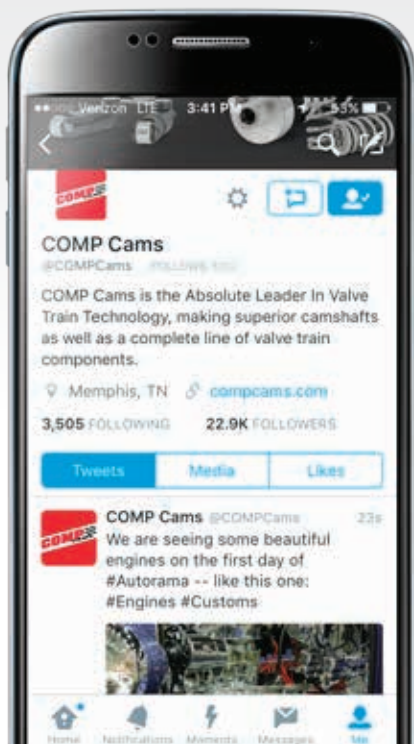 Verizon LTE 3:41 PM 53%
COMP
COMP Cams
@COMPCams FOLLOWS YOU
COMP Cams is the Absolute Leader In Valve
Train Technology, making superior camshafts
as well as a complete line of valve train
components.
Memphis, TN compcams.com
3,505 FOLLOWING 22.9K FOLLOWERS
Tweets Media Likes
COMP Cams @COMPCams 23s
COMP
We are seeing some beautiful
engines on the first day of
#Autorama -- like this one:
#Engines #Customs
Home Notifications Moments Messages Me